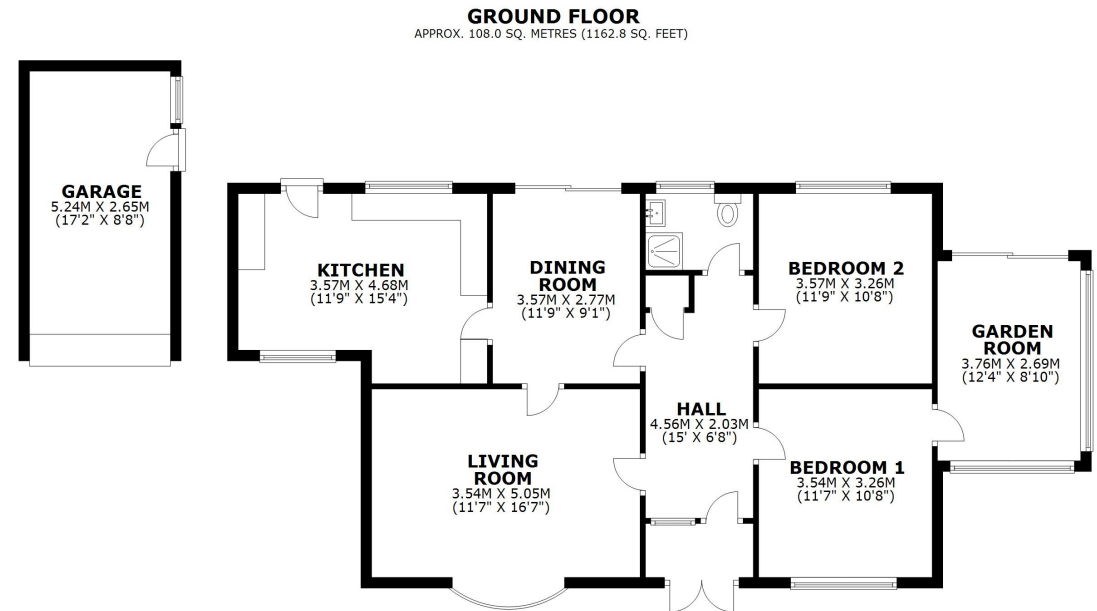 GROUND FLOOR
APPROX. 108.0 SQ. METRES (1162.8 SQ. FEET)
GARAGE
5.24M X 2.65M
(17'2" X 8'8")
KITCHEN
3.57M X 4.68M
(11'9" X 15'4")
DINING
ROOM
3.57M X 2.77M
(11'9" X 9'1")
BEDROOM 2
3.57M X 3.26M
(11'9" X 10'8")
GARDEN
ROOM
3.76M X 2.69M
(12'4" X 8'10")
HALL
4.56M X 2.03M
(15' X 6'8")
LIVING
ROOM
3.54M X 5.05M
(11'7" X 16'7")
BEDROOM 1
3.54M X 3.26M
(11'7" X 10'8")